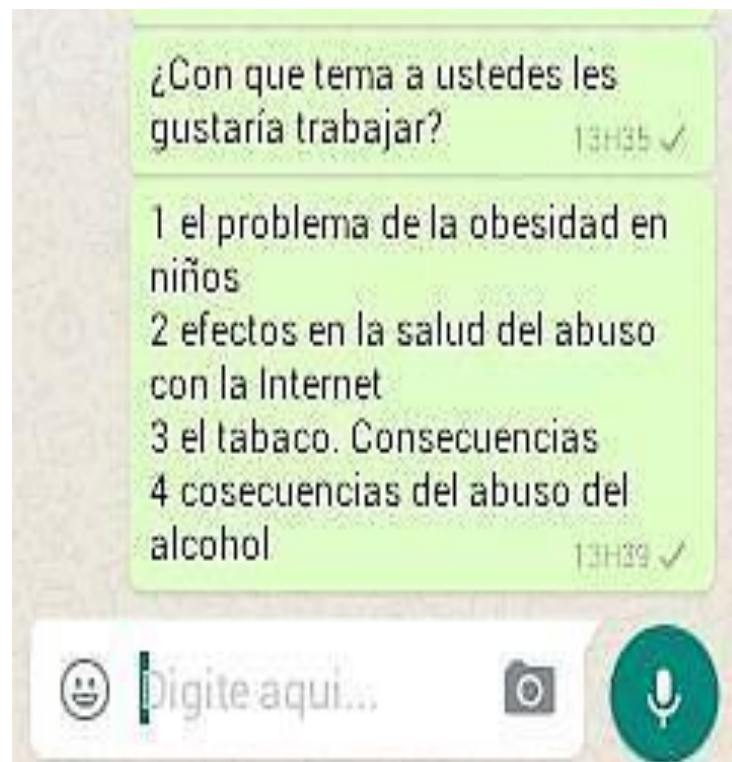 ¿Con que tema a ustedes les
gustaría trabajar?
13H35
1 el problema de la obesidad en
niños
2 efectos en la salud del abuso
con la Internet
3 el tabaco. Consecuencias
4 cosecuencias del abuso del
alcohol
13H39
Digite aqui...